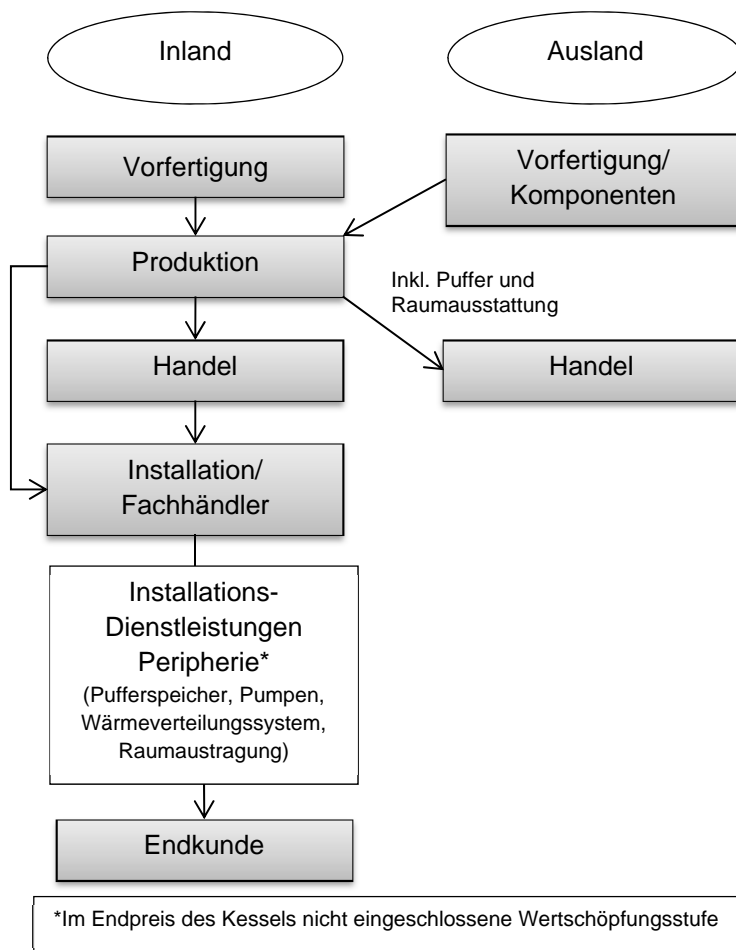 Inland
Ausland
Vorfertigung
Vorfertigung/
Komponenten
Produktion
Inkl. Puffer und
Raumausstattung
Handel
Handel
Installation/
Fachhändler
Installations-
Dienstleistungen
Peripherie*
(Pufferspeicher, Pumpen,
Wärmeverteilungssystem,
Raumaustragung)
Endkunde
*Im Endpreis des Kessels nicht eingeschlossene Wertschöpfungsstufe